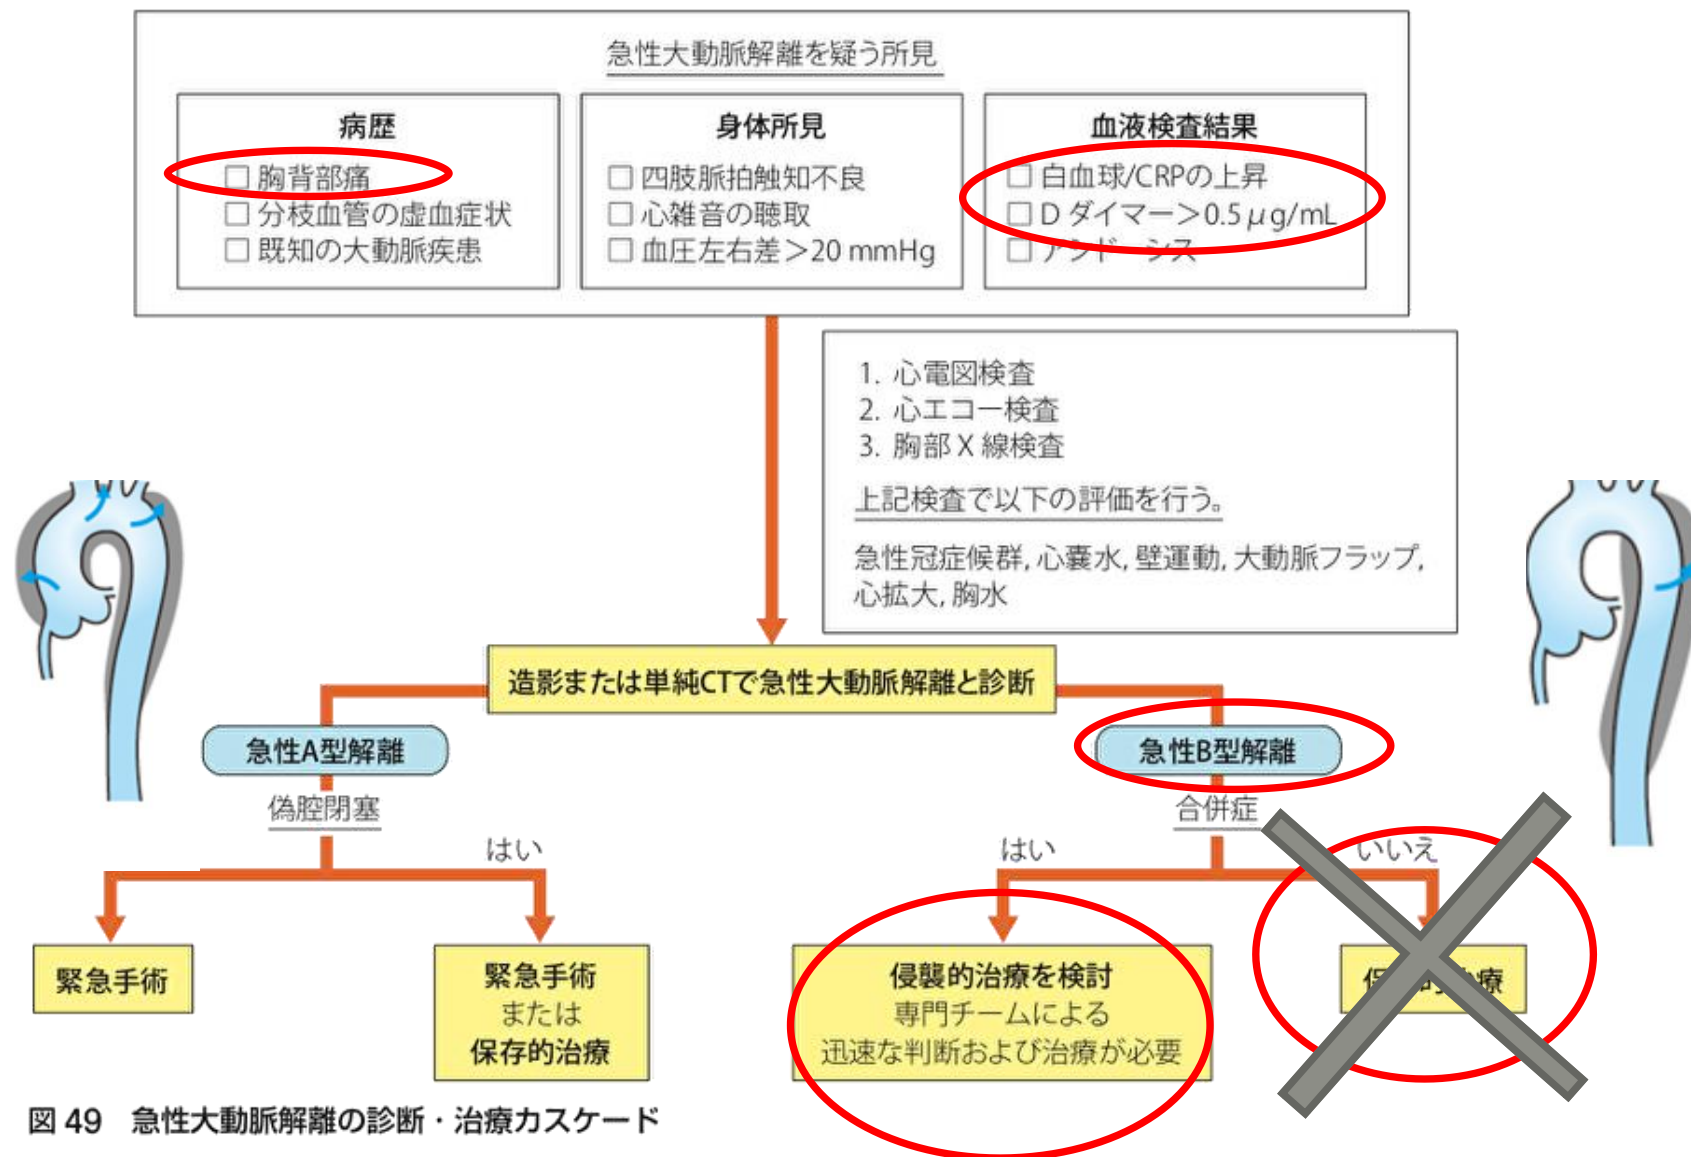 急性大動脈解離を疑う所見
病歴
□ 胸背部痛
□ 分枝血管の虚血症状
□ 既知の大動脈疾患
身体所見
□ 四肢脈拍触知不良
□ 心雑音の聴取
□ 血圧左右差＞20 mmHg
血液検査結果
□ 白血球/CRPの上昇
□ D ダイマー＞0.5 μg/mL
□ アシドーシス
1. 心電図検査
2. 心エコー検査
3. 胸部 X 線検査
上記検査で以下の評価を行う。
急性冠症候群, 心嚢水, 壁運動, 大動脈フラップ,
心拡大, 胸水
造影または単純CTで急性大動脈解離と診断
急性A型解離
偽腔閉塞
はい
緊急手術
緊急手術
または
保存的治療
急性B型解離
合併症
はい
いいえ
侵襲的治療を検討
専門チームによる
迅速な判断および治療が必要
図 49 急性大動脈解離の診断・治療カスケード